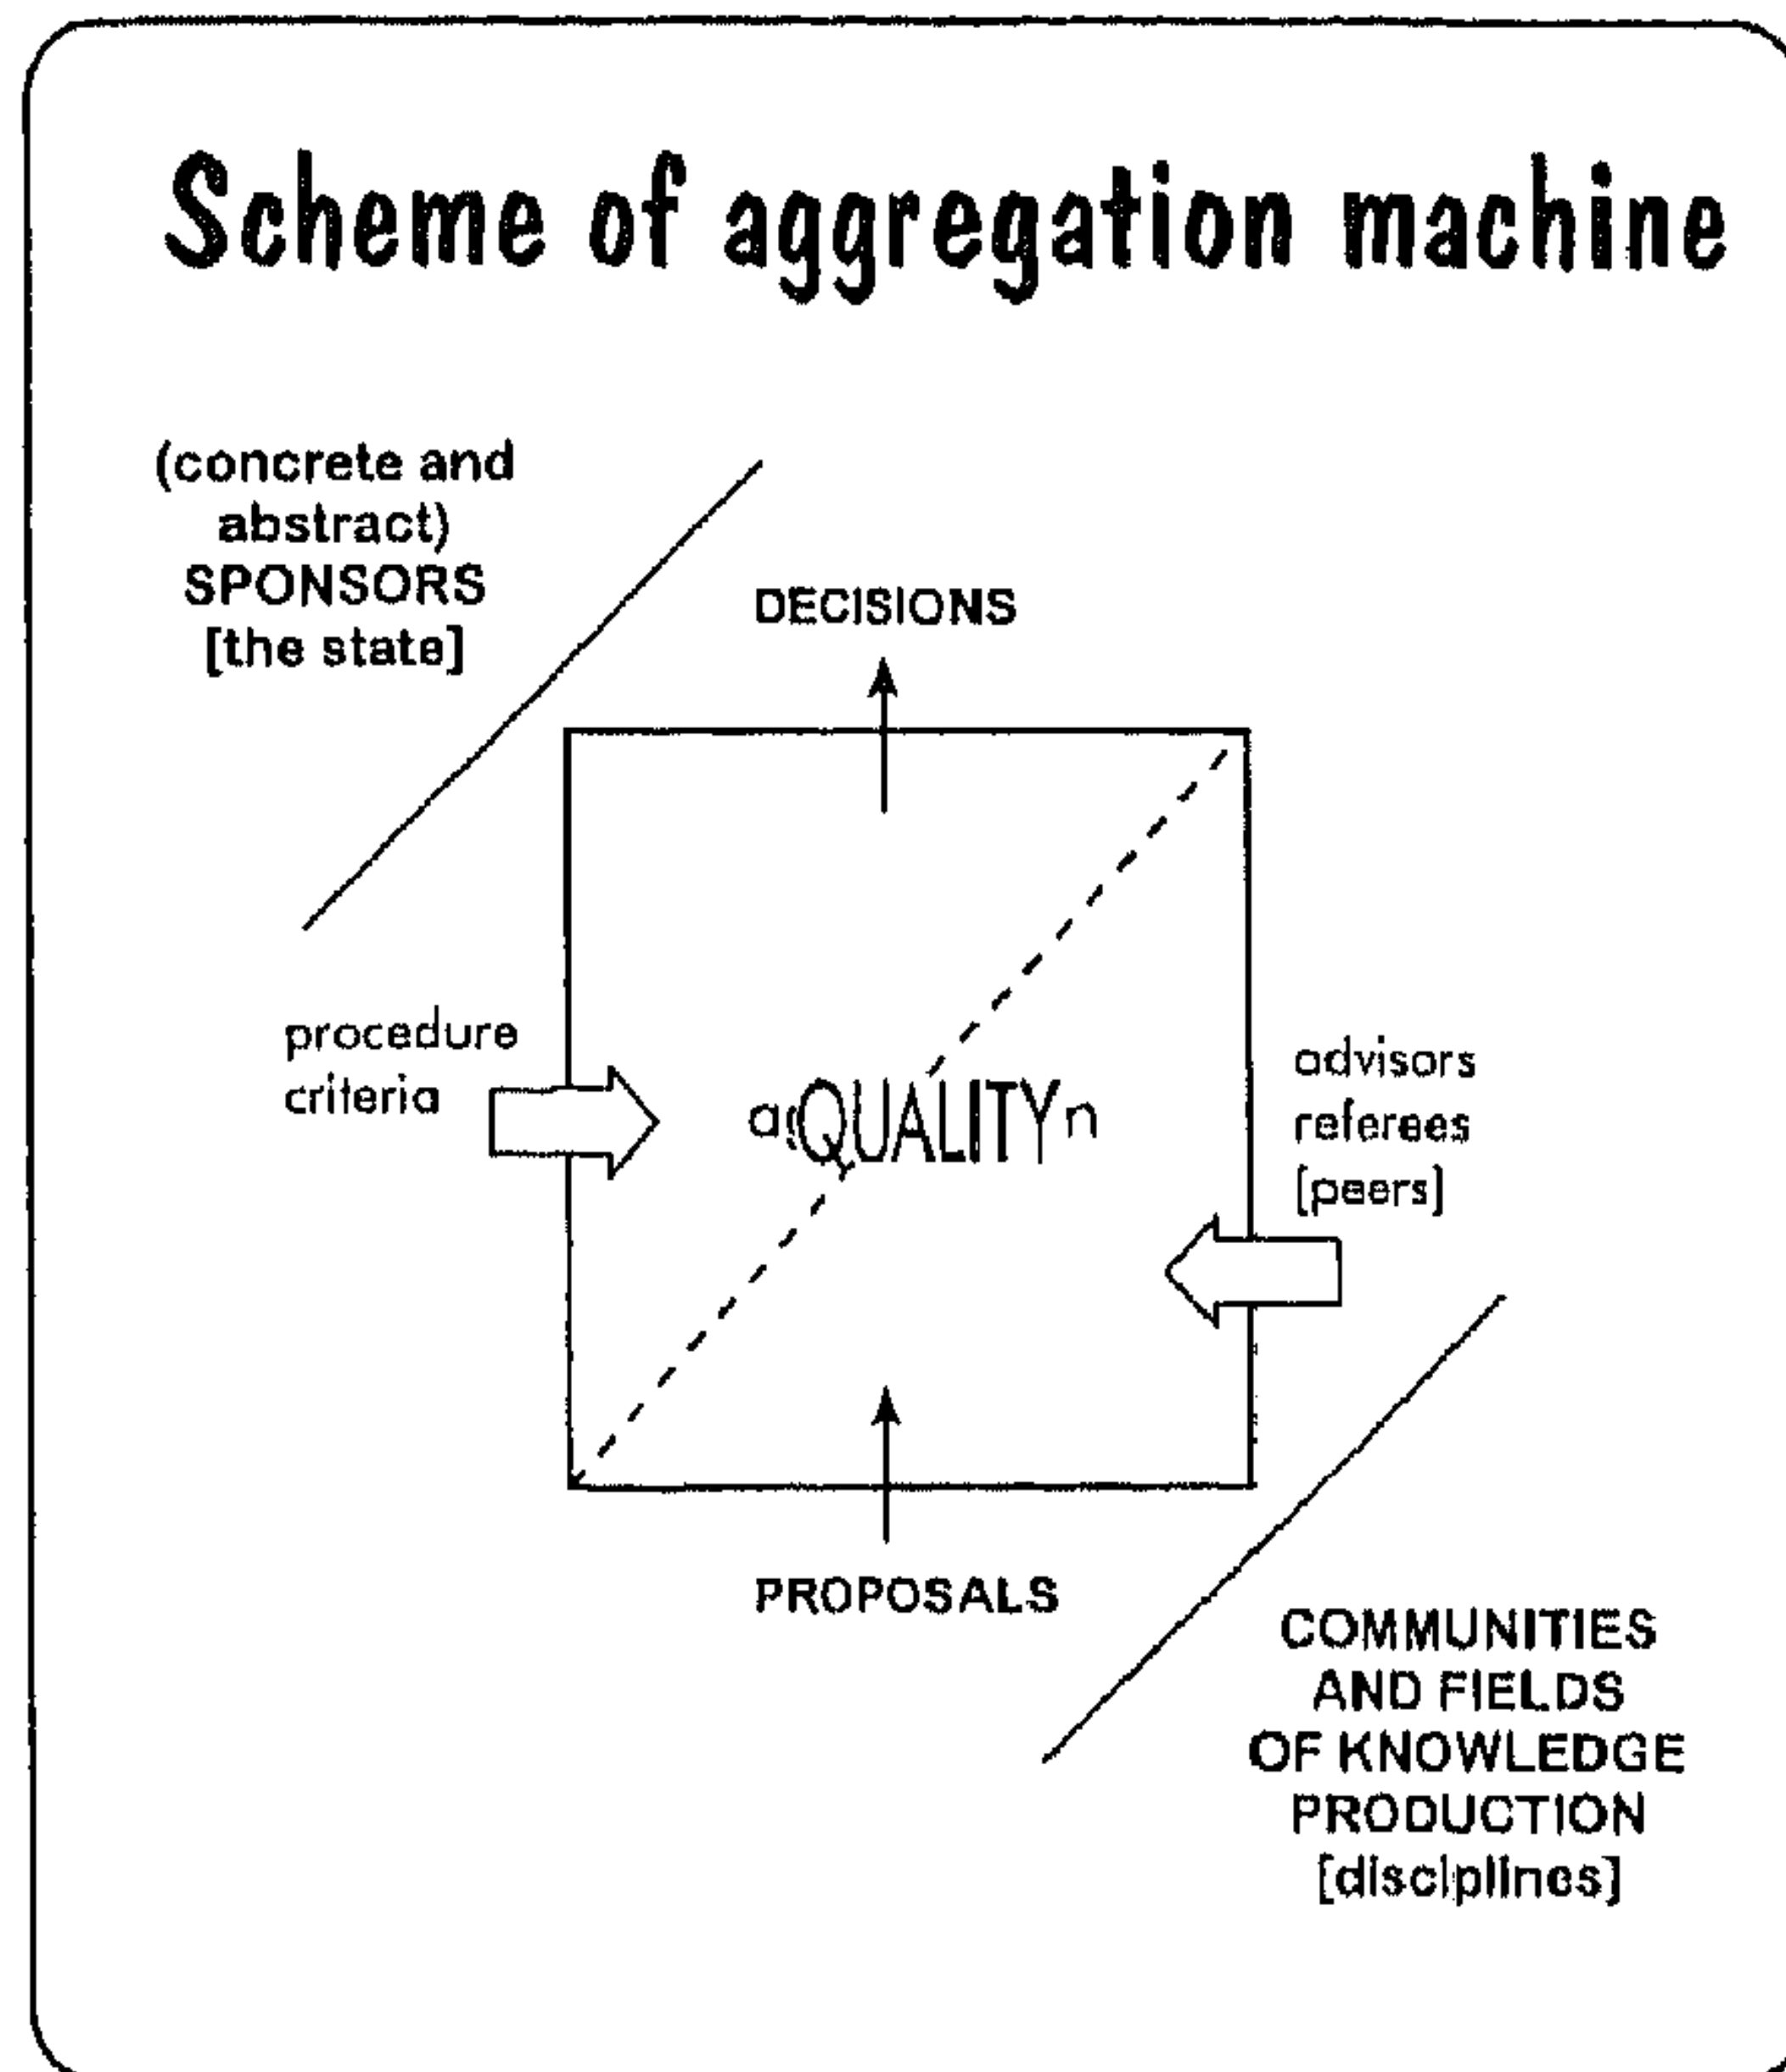 Scheme of aggregation machine
(concrete and
abstract)
SPONSORS
[the state]
DECISIONS
procedure
criteria
QUALITY
advisors
referees
[peers]
PROPOSALS
COMMUNITIES
AND FIELDS
OF KNOWLEDGE
PRODUCTION
[disciplines]